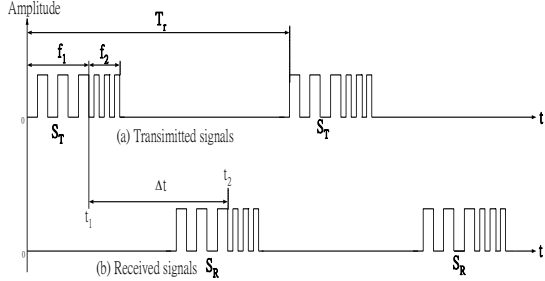 Amplitude
Tr
f1 f2
0 t
ST ST
(a) Transimitted signals
Δt t2
t1
0 t
(b) Received signals SR SR